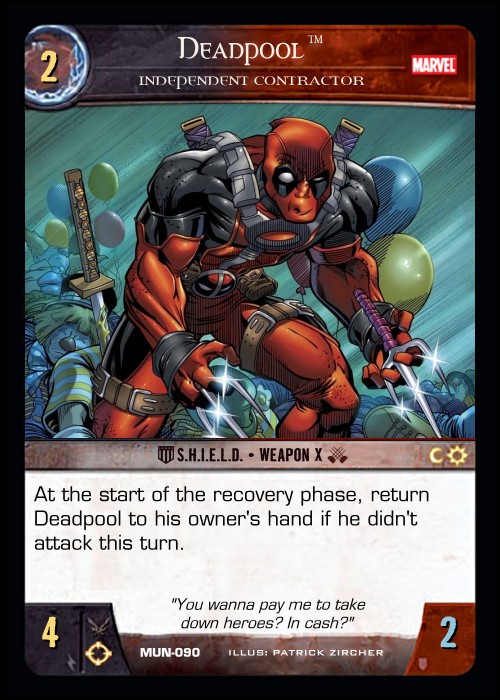 2
DEADPOOL™
INDEPENDENT CONTRACTOR
MARVEL
S.H.I.E.L.D. • WEAPON X
C
At the start of the recovery phase, return
Deadpool to his owner's hand if he didn't
attack this turn.
"You wanna pay me to take
down heroes? In cash?"
4
MUN-090 ILLUS: PATRICK ZIRCHER
2